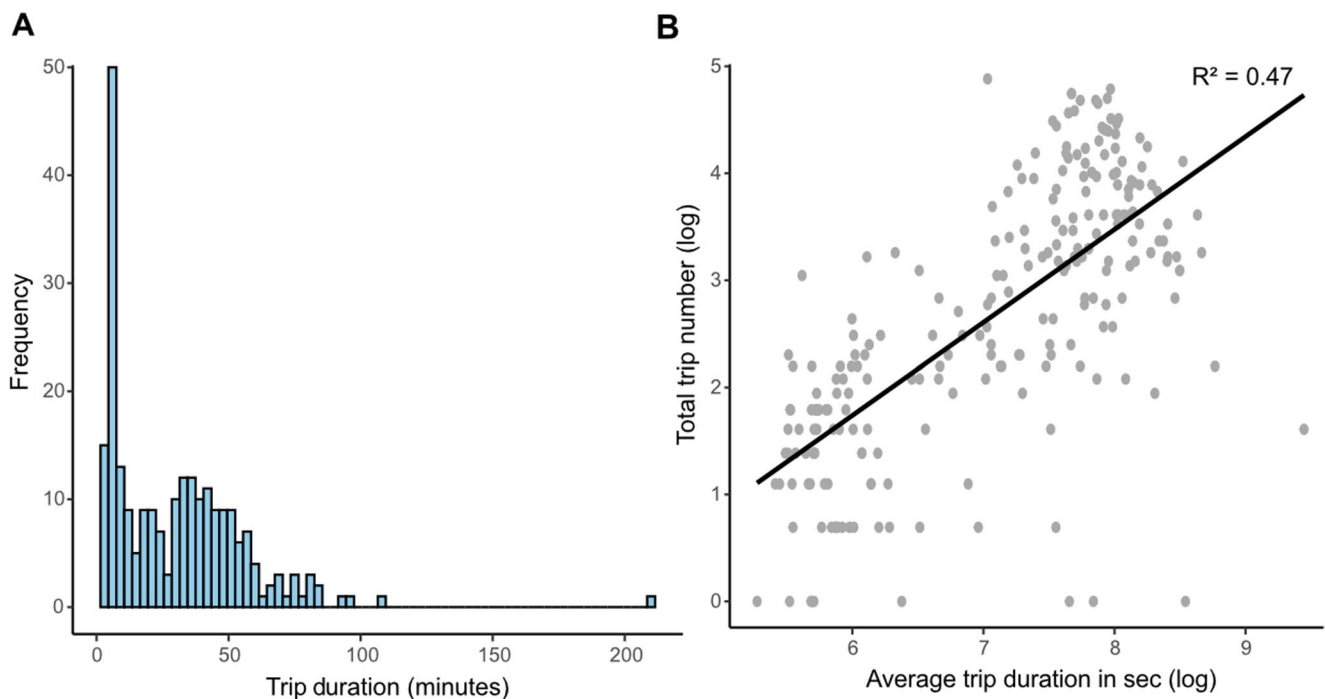 A
50
40
30
20
10
0
Frequency
0 50 100 150 200
Trip duration (minutes)
B
5
4
3
2
1
0
Total trip number (log)
R² = 0.47
6 7 8 9
Average trip duration in sec (log)